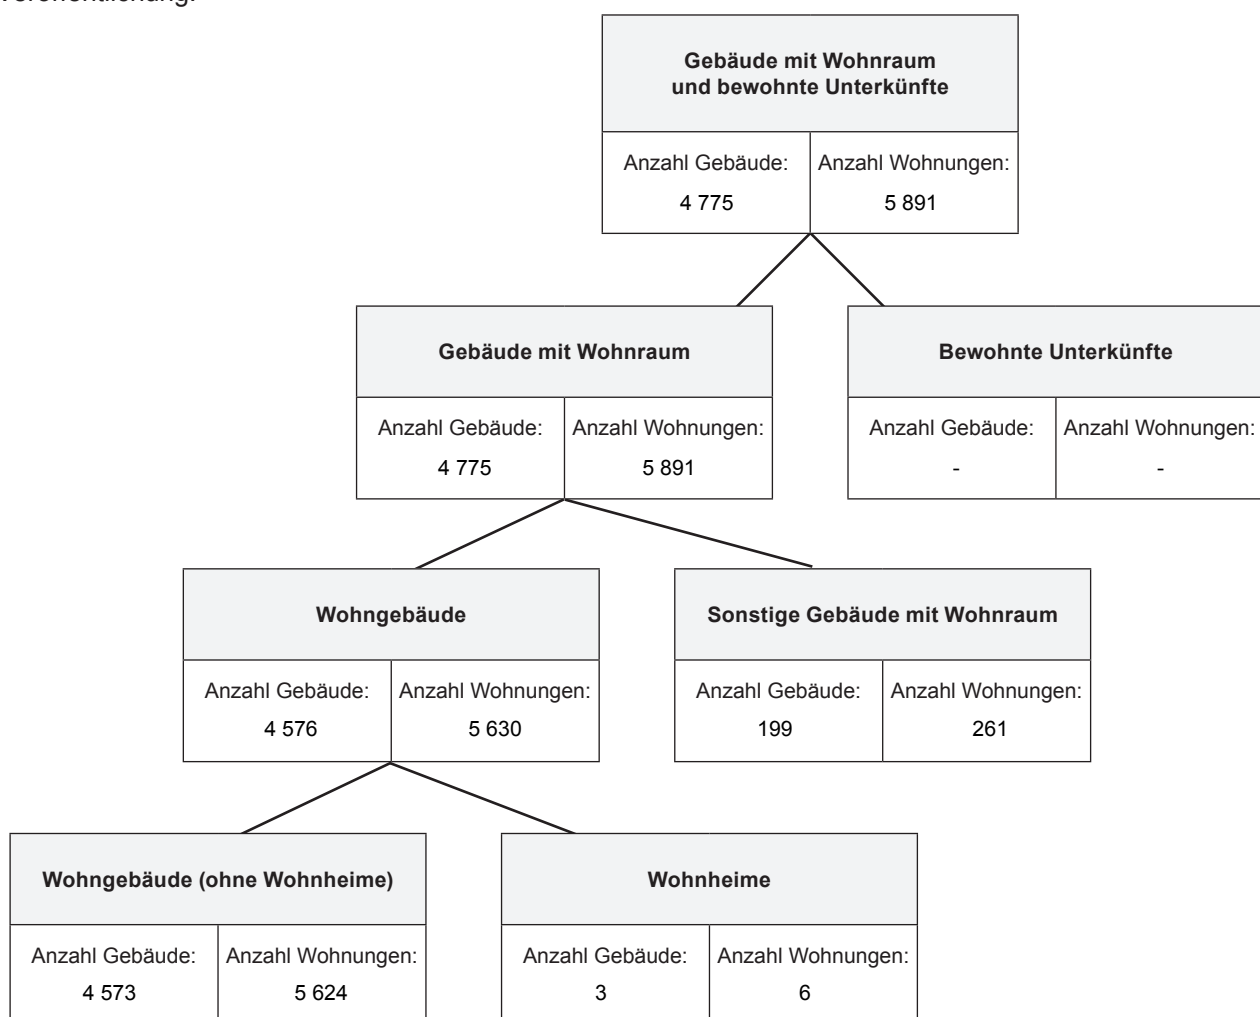 Veröffentlichung.
Gebäude mit Wohnraum
und bewohnte Unterkünfte
Anzahl Gebäude: Anzahl Wohnungen:
4 775 5 891
Gebäude mit Wohnraum Bewohnte Unterkünfte
Anzahl Gebäude: Anzahl Wohnungen: Anzahl Gebäude: Anzahl Wohnungen:
4 775 5 891 - -
Wohngebäude Sonstige Gebäude mit Wohnraum
Anzahl Gebäude: Anzahl Wohnungen: Anzahl Gebäude: Anzahl Wohnungen:
4 576 5 630 199 261
Wohngebäude (ohne Wohnheime) Wohnheime
Anzahl Gebäude: Anzahl Wohnungen: Anzahl Gebäude: Anzahl Wohnungen:
4 573 5 624 3 6